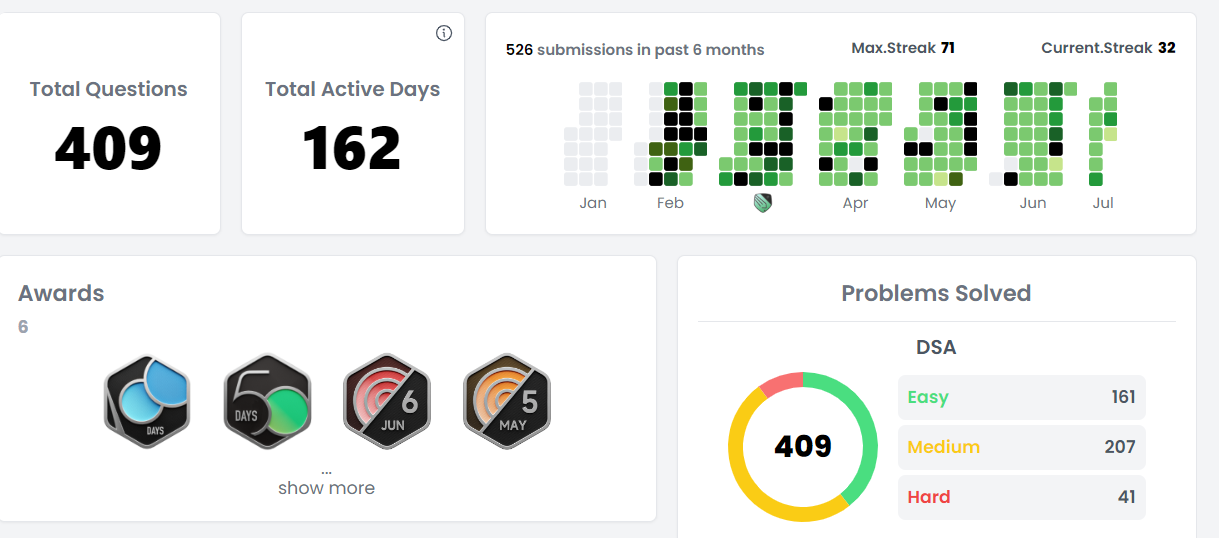 Total Questions
409
Total Active Days
162
526 submissions in past 6 months
Max.Streak 71
Current.Streak 32
Jan
Feb
Apr
May
Jun
Jul
Awards
6
DAYS
5
DAYS
6
JUN
5
MAY
...
show more
Problems Solved
DSA
409
Easy 161
Medium 207
Hard 41